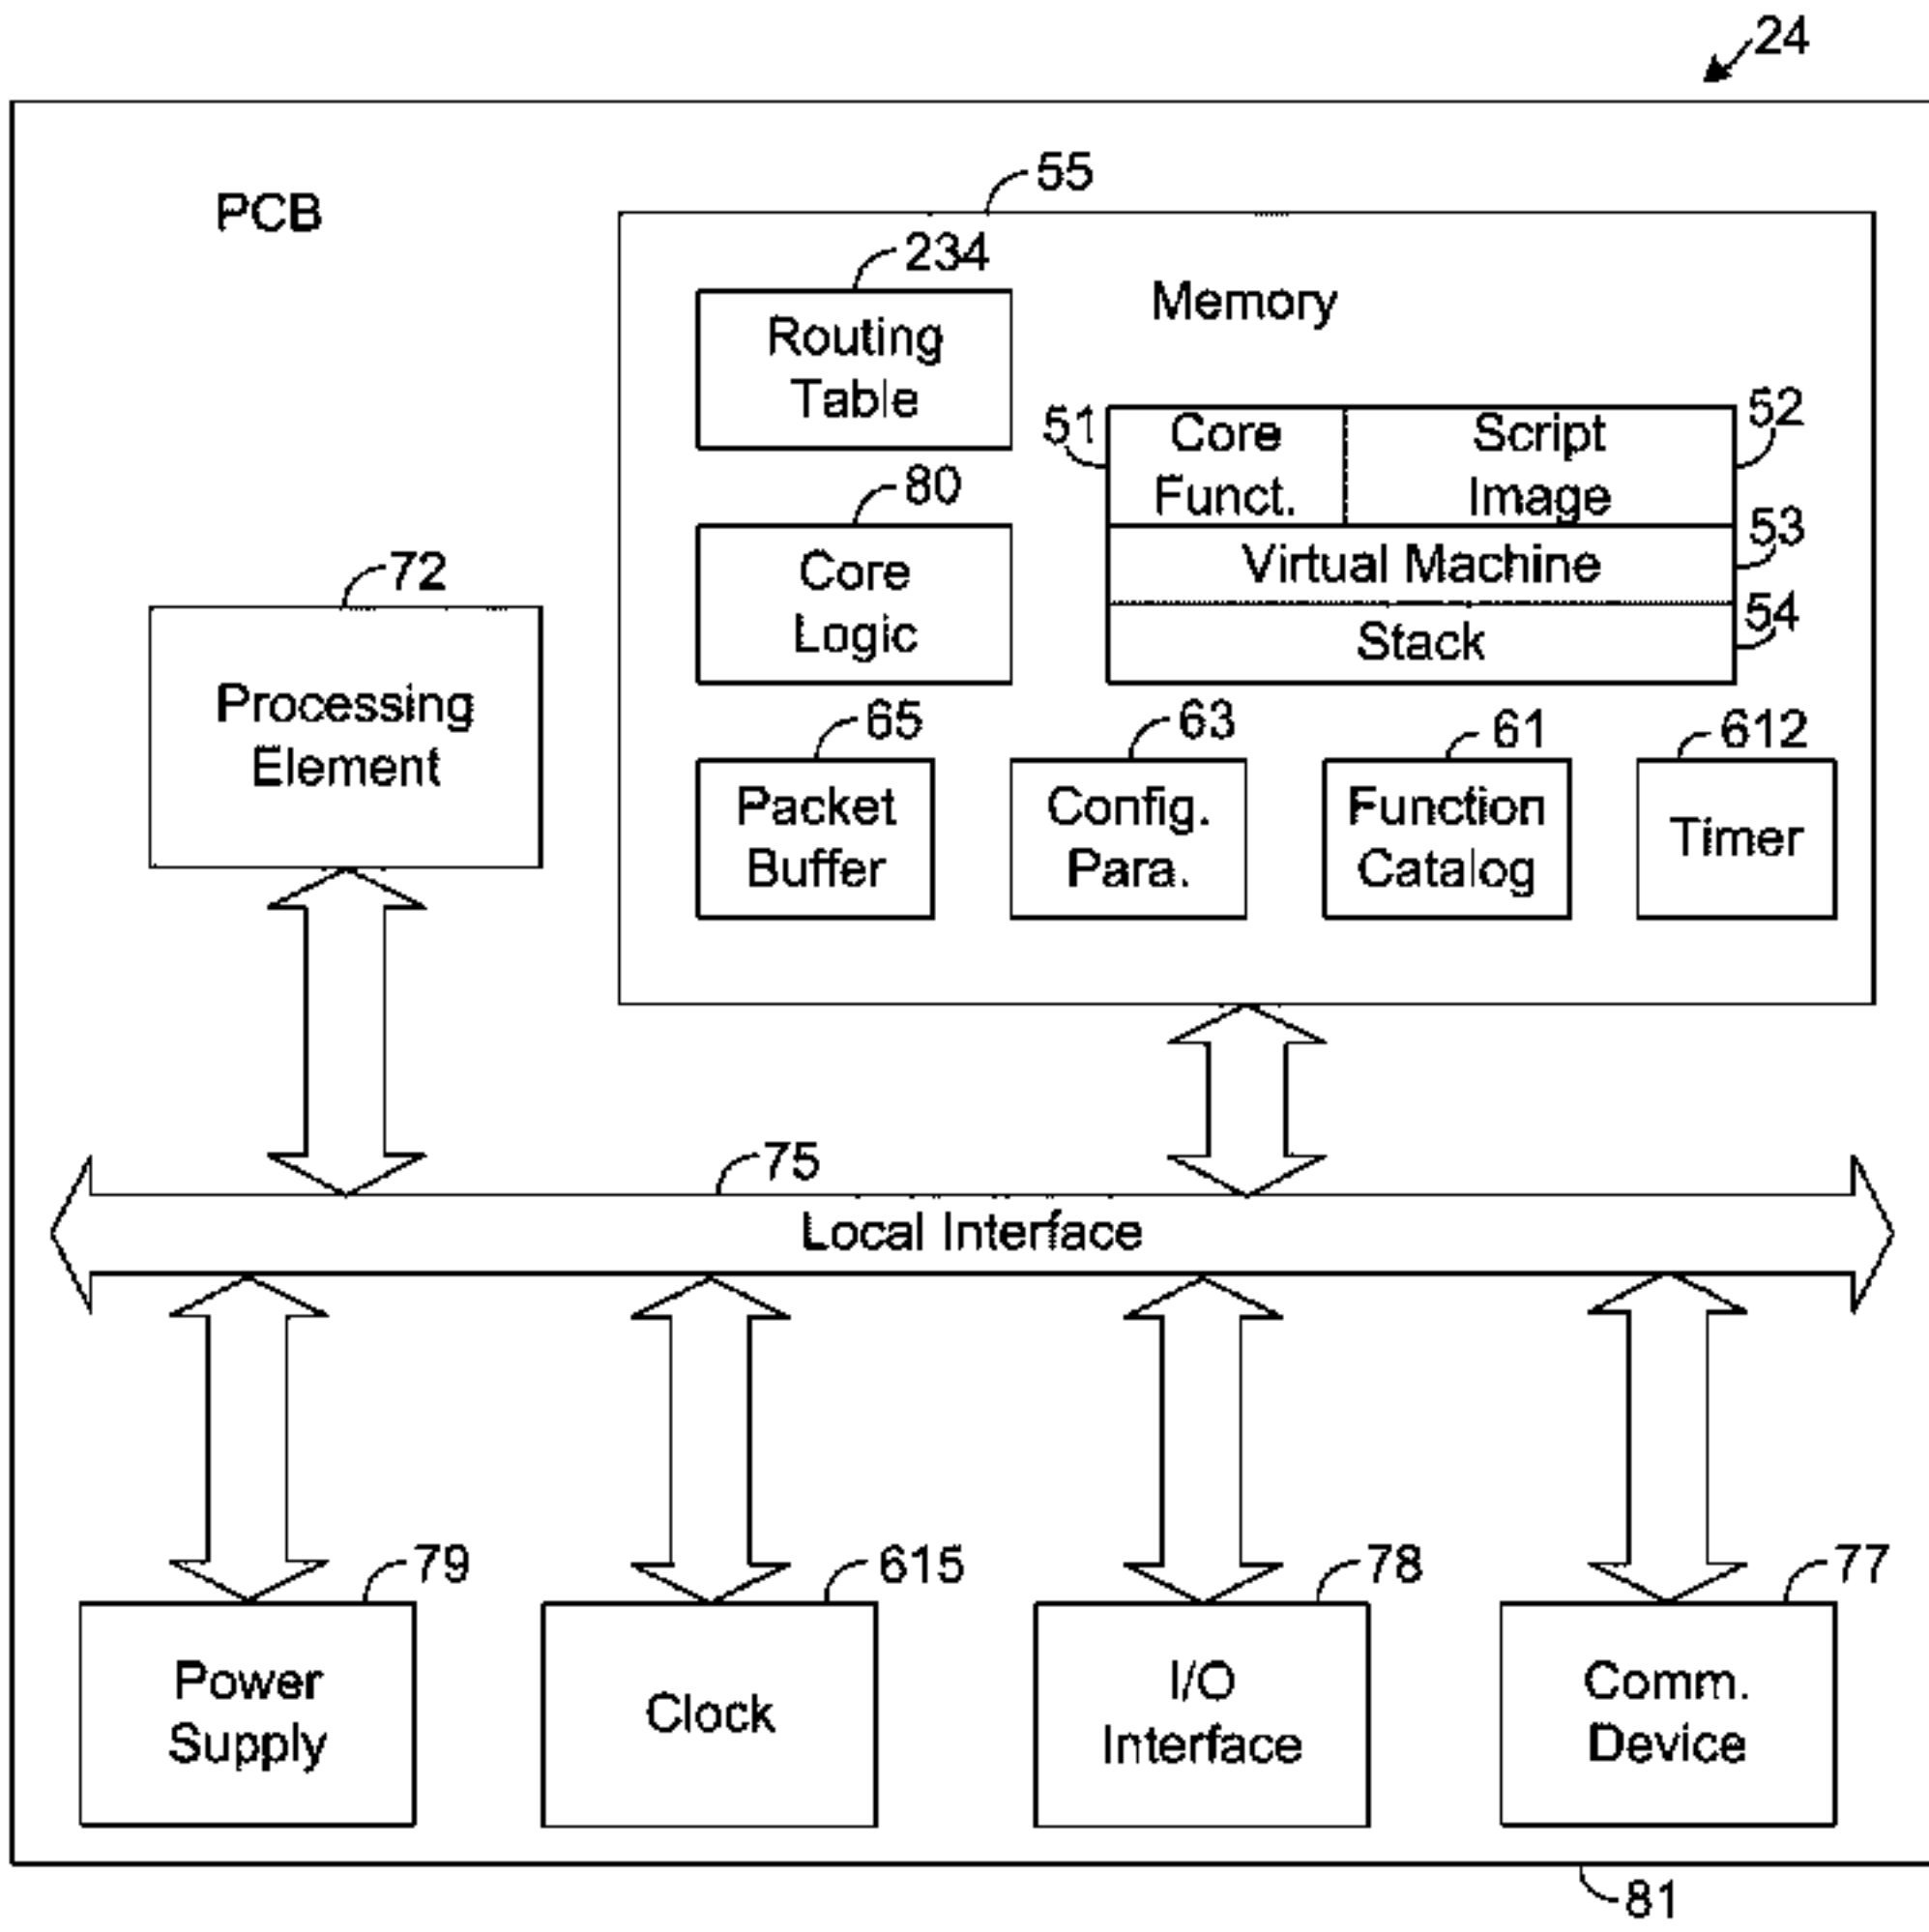 24
55
PCB
234
Memory
Routing
Table
51
Core
Funct.
Script
Image
52
80
Core
Logic
Virtual Machine
53
Stack
54
72
Processing
Element
65
Packet
Buffer
63
Config.
Para.
61
Function
Catalog
612
Timer
75
Local Interface
79
Power
Supply
615
Clock
78
I/O
Interface
77
Comm.
Device
81